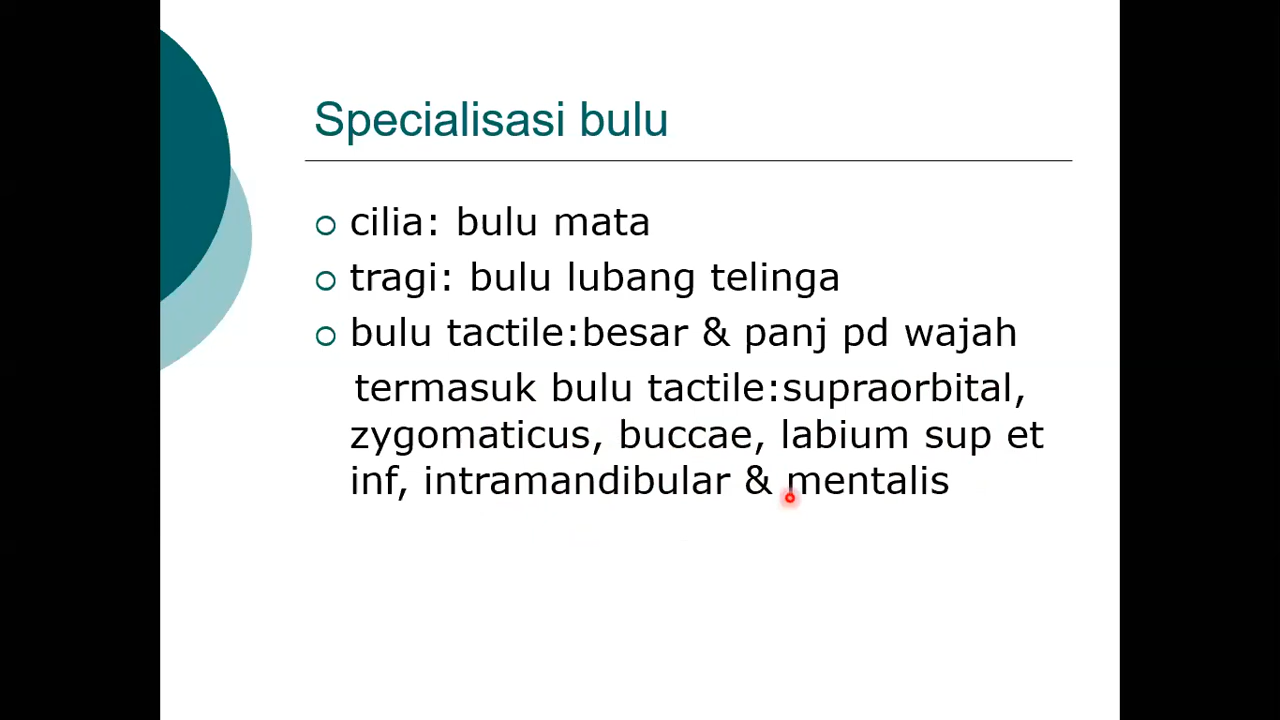 Specialisasi bulu
cilia: bulu mata
tragi: bulu lubang telinga
bulu tactile:besar & panj pd wajah
termasuk bulu tactile:supraorbital,
zygomaticus, buccae, labium sup et
inf, intramandibular & mentalis